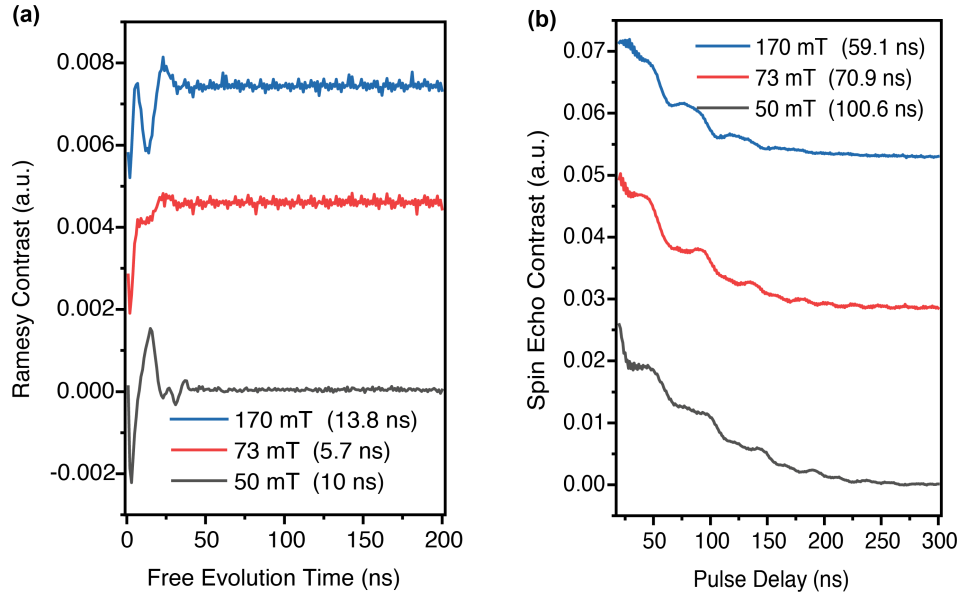 (a)
0.008
0.006
0.004
0.002
0.000
-0.002
Ramesy Contrast (a.u.)
170 mT (13.8 ns)
73 mT (5.7 ns)
50 mT (10 ns)
0 50 100 150 200
Free Evolution Time (ns)
(b)
0.07
0.06
0.05
0.04
0.03
0.02
0.01
0.00
Spin Echo Contrast (a.u.)
170 mT (59.1 ns)
73 mT (70.9 ns)
50 mT (100.6 ns)
50 100 150 200 250 300
Pulse Delay (ns)